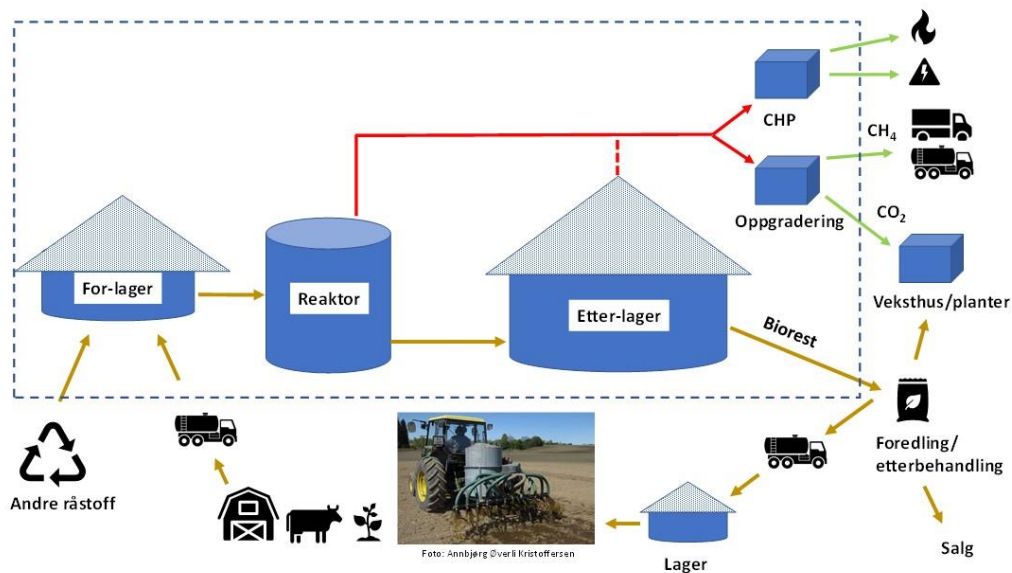 CHP
CH4
Oppgradering
CO2
For-lager
Reaktor
Etter-lager
Veksthus/planter
Biorest
Andre råstoff
Foredling/
etterbehandling
Lager
Salg
Foto: Annbjørg Øverli Kristoffersen